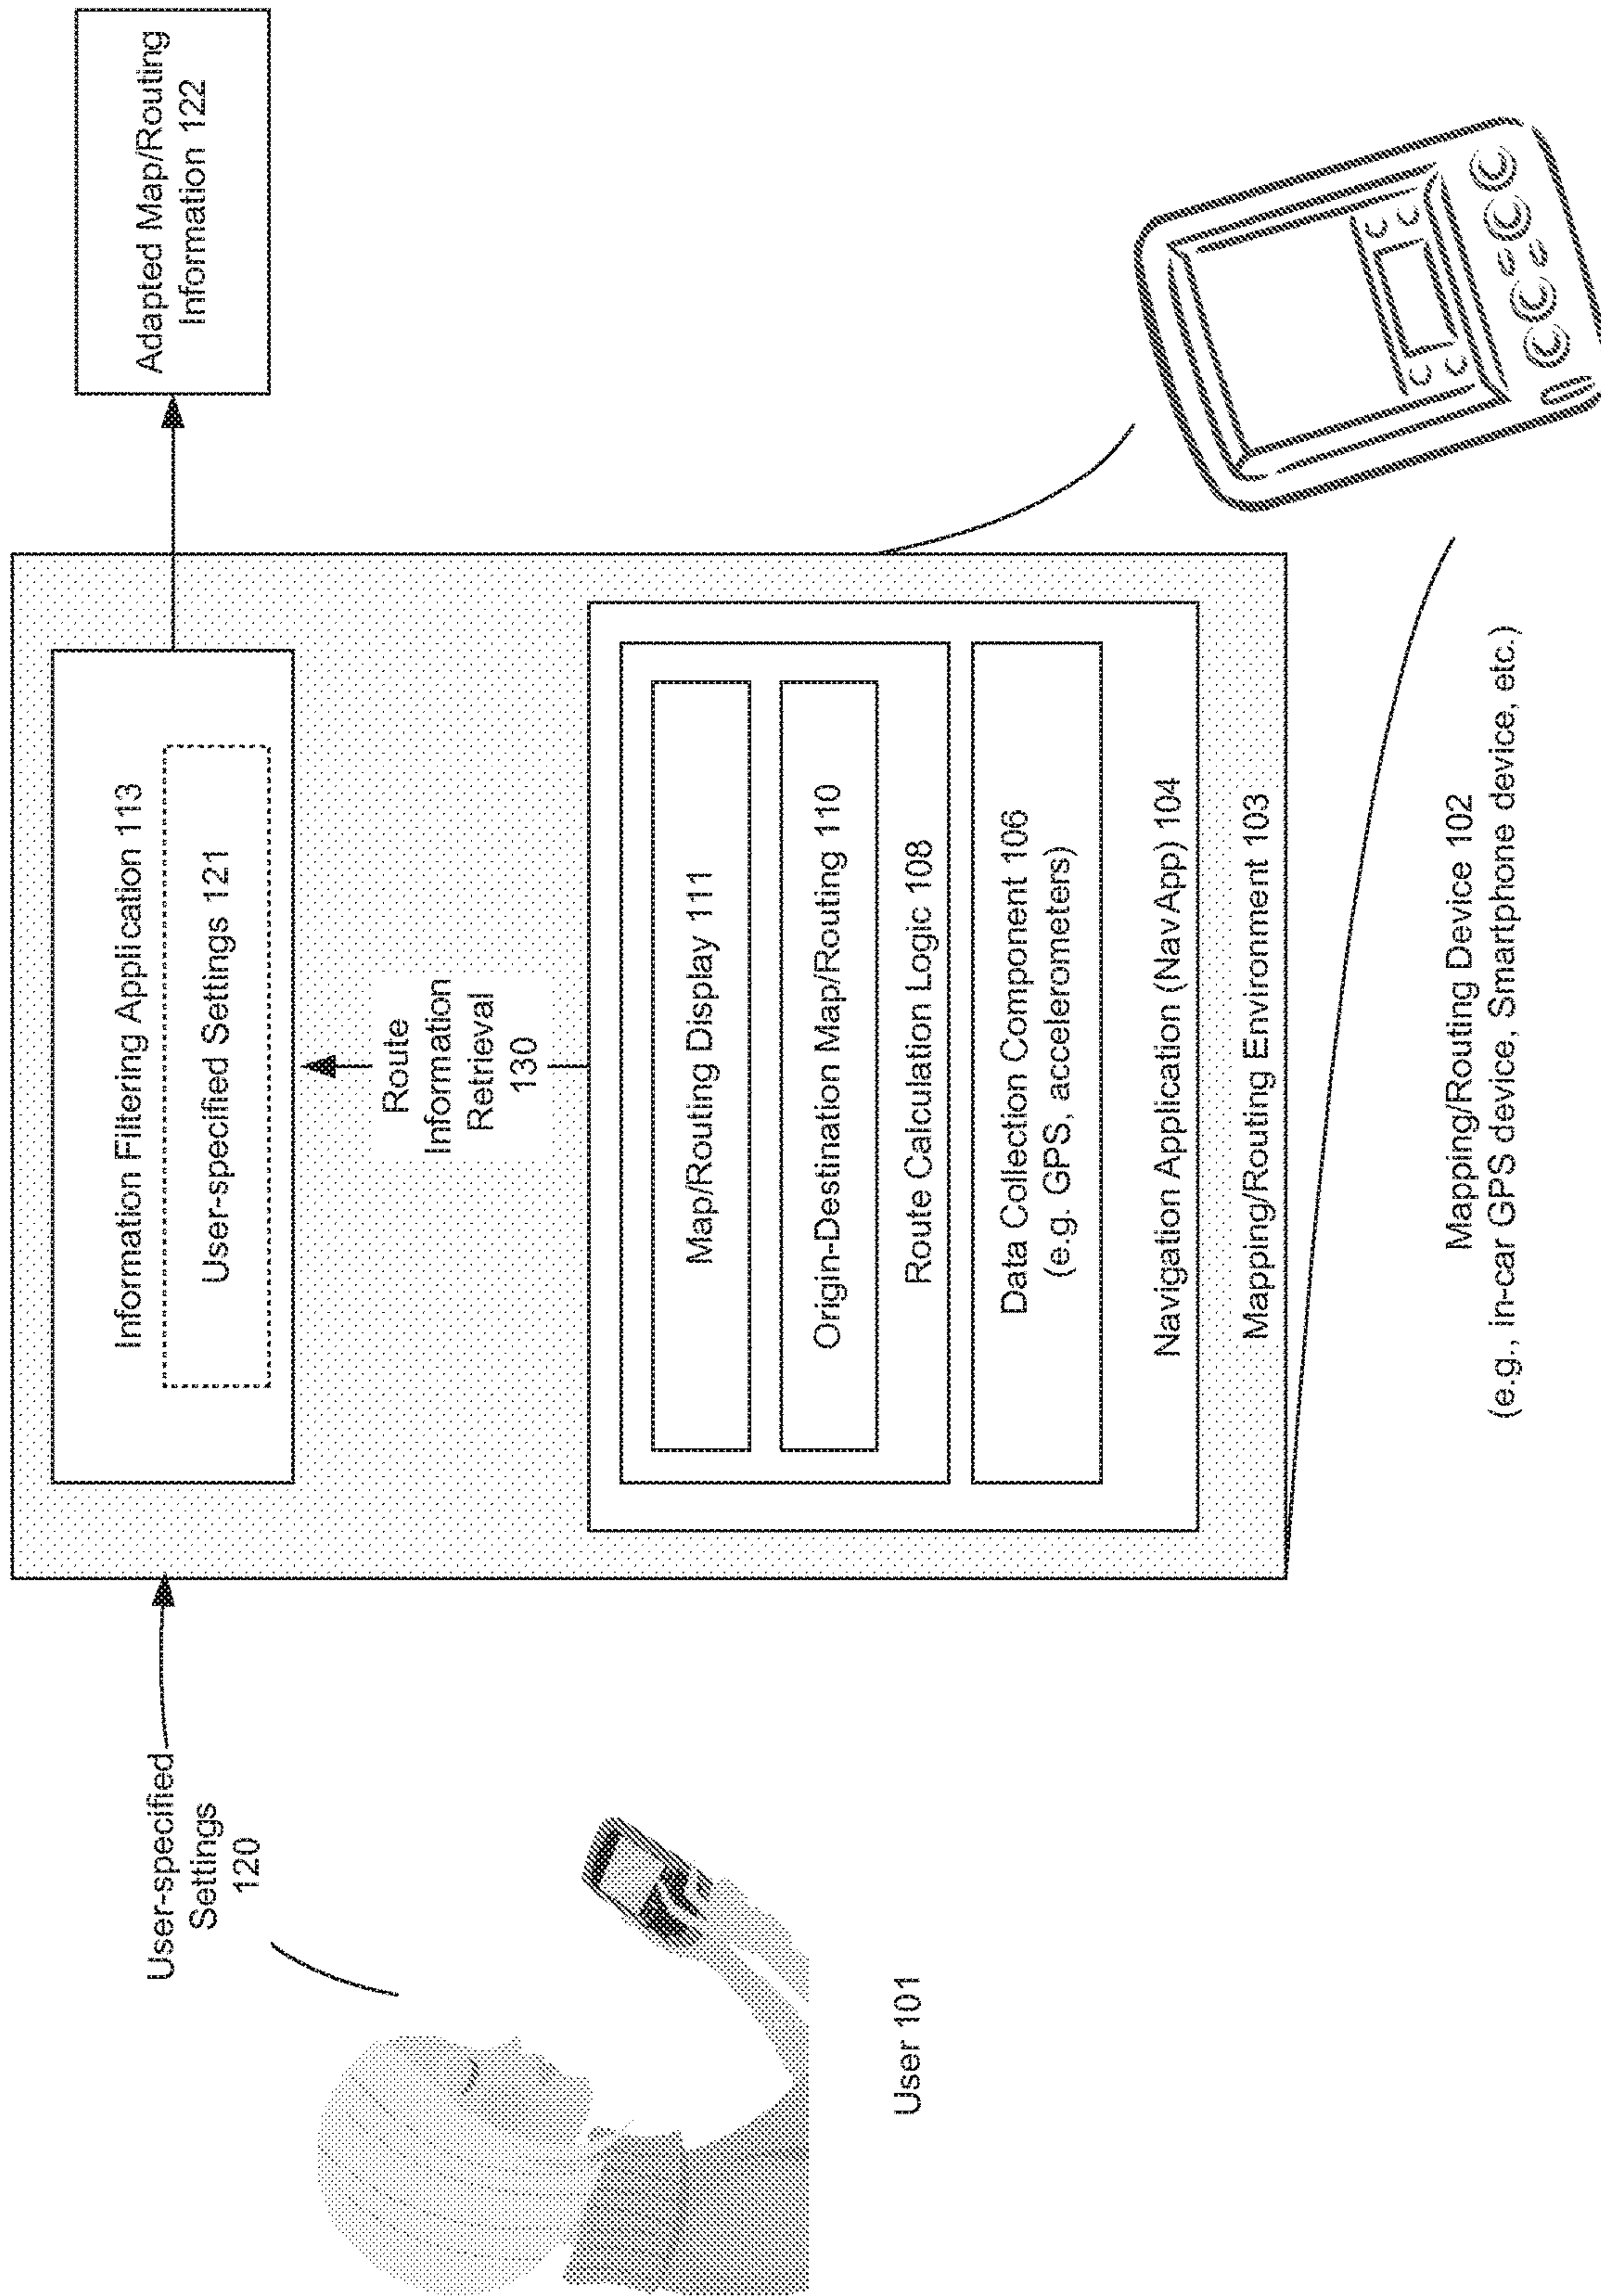 User-specified
Settings
120
User 101
Information Filtering Application 113
User-specified Settings 121
Route
Information
Retrieval
130
Map/Routing Display 111
Origin-Destination Map/Routing 110
Route Calculation Logic 108
Data Collection Component 106
(e.g. GPS, accelerometers)
Navigation Application (NavApp) 104
Mapping/Routing Environment 103
Adapted Map/Routing
Information 122
Mapping/Routing Device 102
(e.g., in-car GPS device, Smartphone device, etc.)